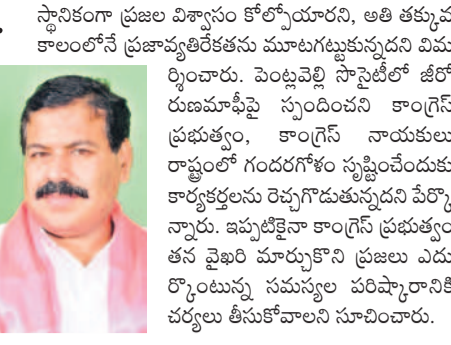 స్థానికంగా ప్రజల విశ్వాసం కోల్పోయారని, అతి తక్కువ
కాలంలోనే ప్రజావ్యతిరేకతను మూటగట్టుకున్నదని విమ
ర్శించారు. పెంట్లవెల్లి సొసైటీలో జీరో
రుణమాఫీపై స్పందించని కాంగ్రెస్
ప్రభుత్వం, కాంగ్రెస్ నాయకులు
రాష్ట్రంలో గందరగోళం సృష్టించేందుకు
కార్యకర్తలను రెచ్చగొడుతున్నదని పేర్కొ
న్నారు. ఇప్పటికైనా కాంగ్రెస్ ప్రభుత్వం
తన వైఖరి మార్చుకొని ప్రజలు ఎదు
ర్కొంటున్న సమస్యల పరిష్కారానికి
చర్యలు తీసుకోవాలని సూచించారు.